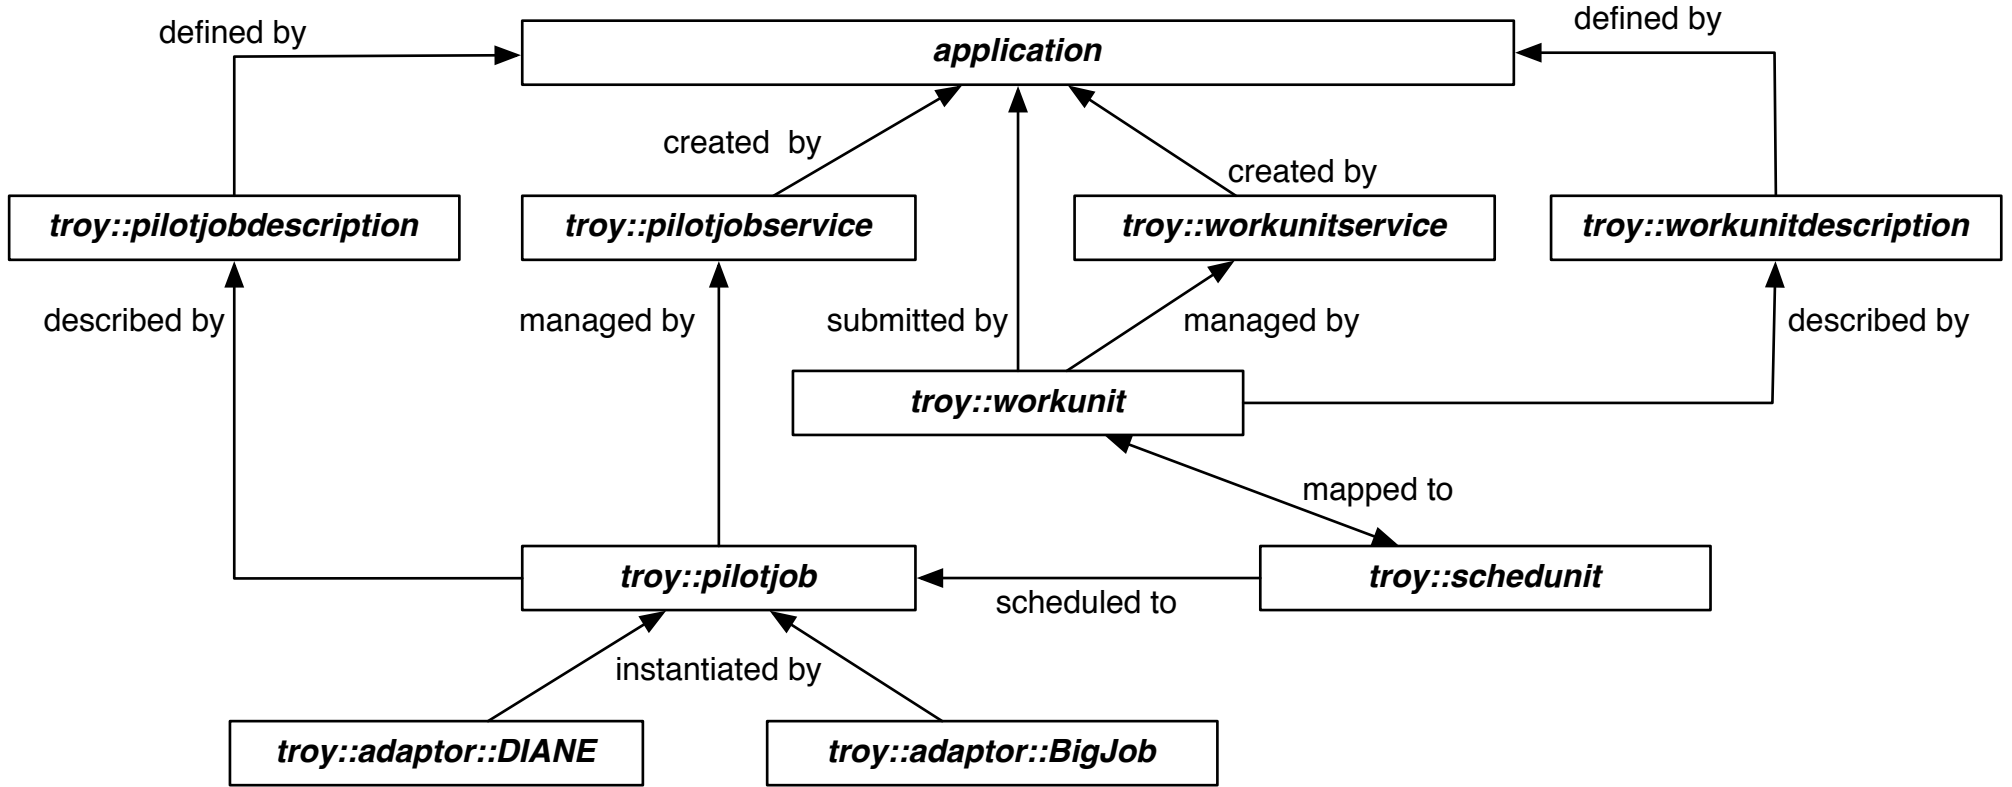 defined by
defined by
application
created  by
created by
troy::pilotjobdescription
troy::pilotjobservice
troy::workunitservice
troy::workunitdescription
described by
managed by
submitted by
managed by
described by
troy::workunit
mapped to
troy::pilotjob
troy::schedunit
scheduled to
instantiated by
troy::adaptor::DIANE
troy::adaptor::BigJob